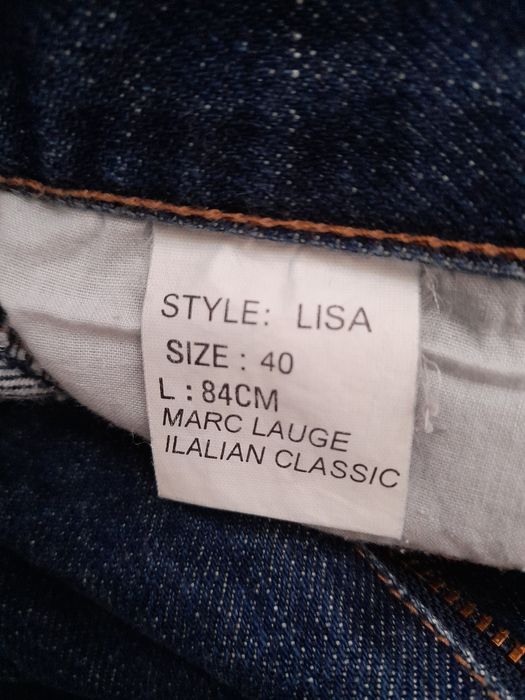 STYLE: LISA
SIZE : 40
L : 84CM
MARC LAUGE
ILALIAN CLASSIC